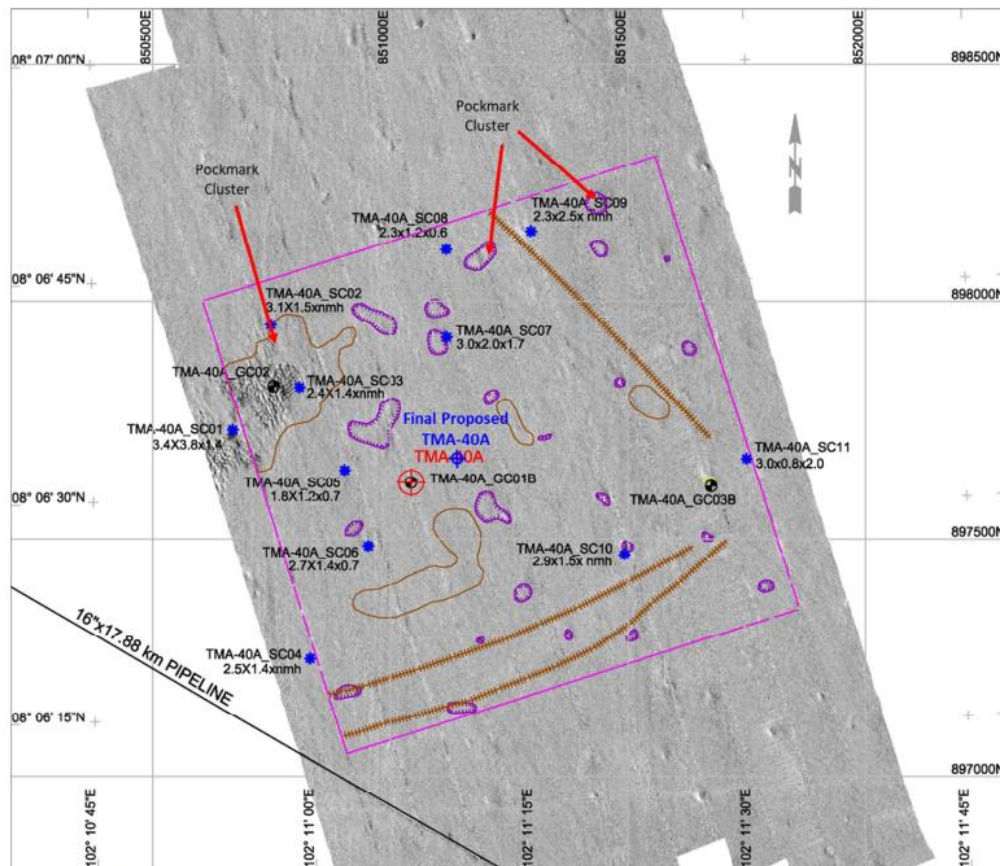 850500E
851000E
851500E
852000E
08° 07' 00"N
898500N
Pockmark
Cluster
Pockmark
Cluster
N
TMA-40A_SC09
2.3x2.5x nmh
TMA-40A_SC08
2.3x1.2x0.6
08° 06' 45"N
898000N
TMA-40A_SC02
3.1X1.5xnmh
TMA-40A_SC07
3.0x2.0x1.7
TMA-40A_GC02
TMA-40A_SC03
2.4X1.4xnmh
TMA-40A_SC01
3.4X3.8x1.4
Final Proposed
TMA-40A
TMA-40A
TMA-40A_SC11
3.0x0.8x2.0
TMA-40A_SC05
1.8X1.2x0.7
TMA-40A_GC01B
TMA-40A_GC03B
08° 06' 30"N
897500N
TMA-40A_SC06
2.7X1.4x0.7
TMA-40A_SC10
2.9x1.5x nmh
16"x17.88 km PIPELINE
TMA-40A_SC04
2.5X1.4xnmh
08° 06' 15"N
897000N
102° 10' 45"E
102° 11' 00"E
102° 11' 15"E
102° 11' 30"E